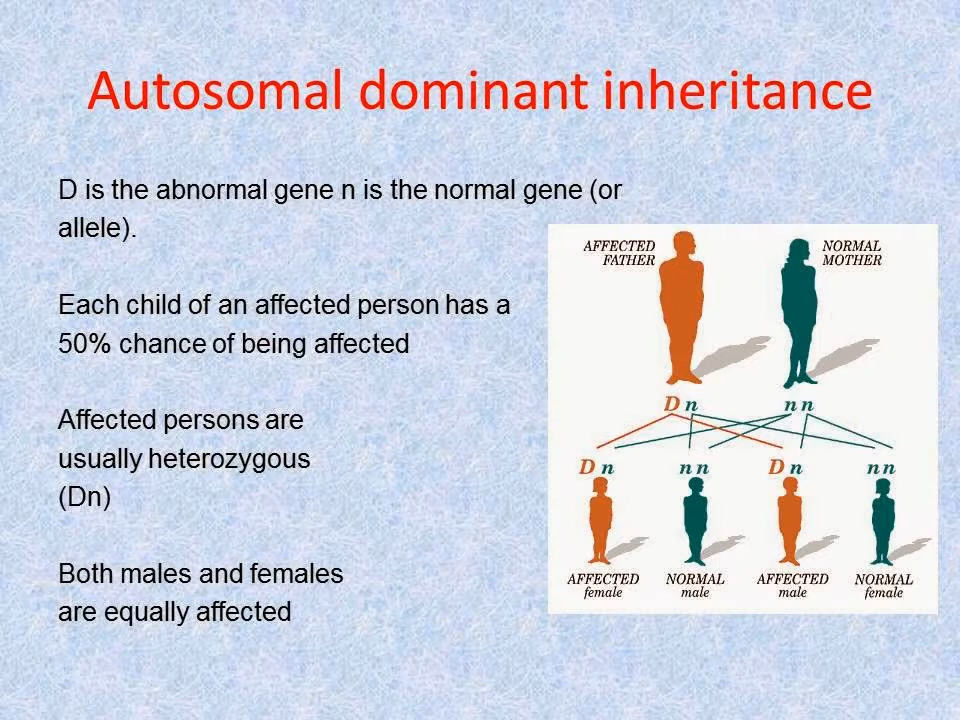 Autosomal dominant inheritance
D is the abnormal gene n is the normal gene (or
allele).
Each child of an affected person has a
50% chance of being affected
Affected persons are
usually heterozygous
(Dn)
Both males and females
are equally affected
AFFECTED
FATHER
NORMAL
MOTHER
D n
n n
D n
n n
D n
n n
AFFECTED
female
NORMAL
male
AFFECTED
male
NORMAL
female